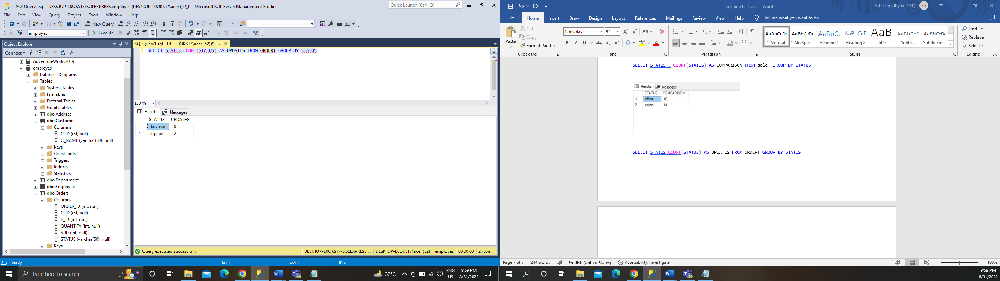 SQLQuery1.sql - DESKTOP-L0OKST7\SQLEXPRESS.employes (DESKTOP-L0OKST7\acer (52))* - Microsoft SQL Server Management Studio
Quick Launch (Ctrl+Q)
File Edit View Query Project Tools Window Help
New Query
employes
Execute
Object Explorer
Connect
AdventureWorks2019
employes
Database Diagrams
Tables
System Tables
FileTables
External Tables
Graph Tables
dbo.Address
dbo.Customer
Columns
C_ID (int, null)
C_NAME (varchar(50), null)
Keys
Constraints
Triggers
Indexes
Statistics
dbo.Department
dbo.Employee
dbo.Ordert
Columns
ORDER_ID (int, null)
C_ID (int, null)
P_ID (int, null)
QUANTITY (int, null)
S_ID (int, null)
STATUS (varchar(50), null)
Keys
SQLQuery1.sql - DE...L0OKST7\acer (52))*
SELECT STATUS,COUNT(STATUS) AS UPDATES FROM ORDERT GROUP BY STATUS
100 %
Results Messages
STATUS UPDATES
1 delivered 18
2 shipped 12
Query executed successfully. DESKTOP-L0OKST7\SQLEXPRESS ... DESKTOP-L0OKST7\acer (52) employes 00:00:00 2 rows
Ready Ln 1 Col 1 INS
Type here to search
32°C
ENG
US
9:59 PM
8/31/2022
sql-practise-ass - Word
Sahil Upadhyay (CEL) SU
File Home Insert Draw Design Layout References Mailings Review View Help Tell me what you want to do
Paste
Cut
Copy
Format Painter
Clipboard
Consolas 9.5
Font
Paragraph
AaBbCcDc AaBbCcDc AaBbCc AaBbCcD AaB AaBbCcD AaBbCcDc
¶ Normal ¶ No Spac... Heading 1 Heading 2 Title Subtitle Subtle Em...
Styles
Find
Replace
Select
Editing
SELECT STATUS , COUNT(STATUS) AS COMPARISON FROM sale GROUP BY STATUS
Results Messages
STATUS COMPARISON
1 offline 16
2 online 14
SELECT STATUS,COUNT(STATUS) AS UPDATES FROM ORDERT GROUP BY STATUS
Page 7 of 7 244 words English (United States) Accessibility: Investigate 100%
9:59 PM
8/31/2022